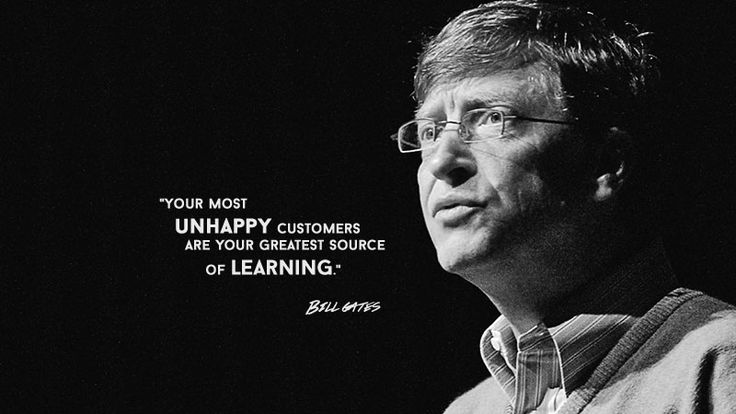 "YOUR MOST
UNHAPPY CUSTOMERS
ARE YOUR GREATEST SOURCE
OF LEARNING."
BILL GATES